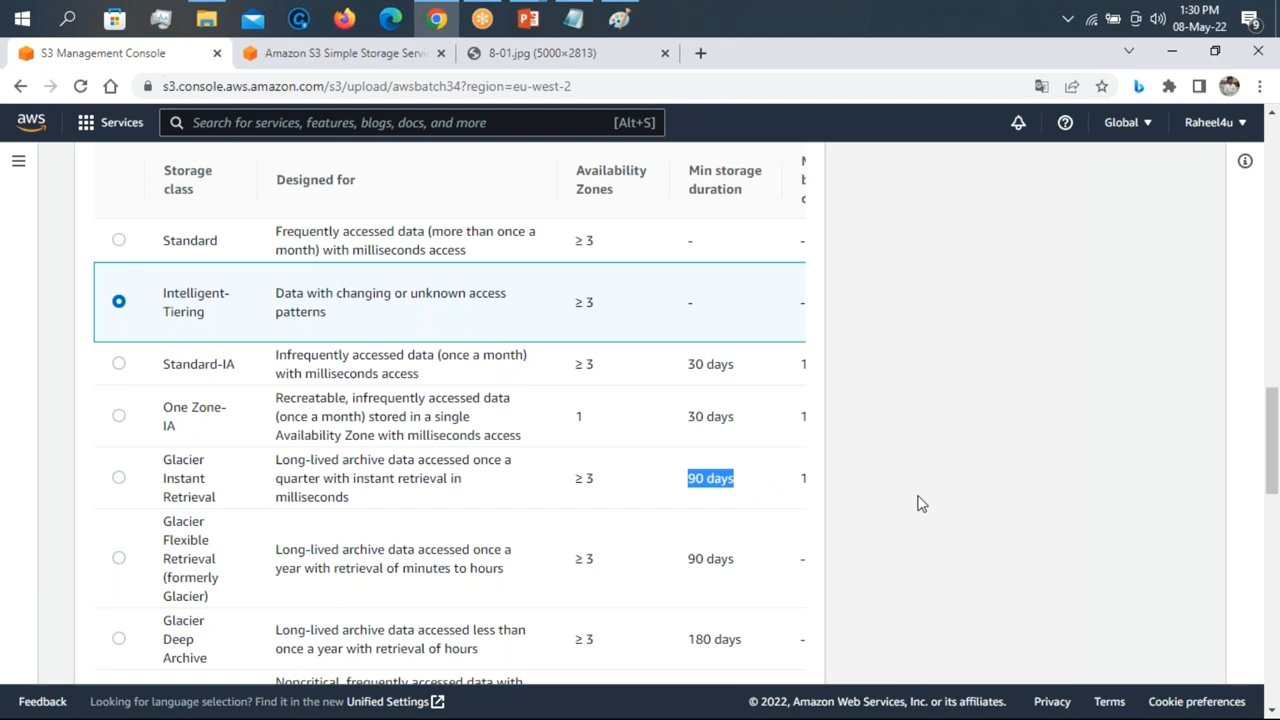 1:30 PM
08-May-22
9
S3 Management Console
Amazon S3 Simple Storage Servi
8-01.jpg (5000×2813)
s3.console.aws.amazon.com/s3/upload/awsbatch34?region=eu-west-2
aws
Services
Search for services, features, blogs, docs, and more
[Alt+S]
Global
Raheel4u
Storage
class
Designed for
Availability
Zones
Min storage
duration
Standard
Frequently accessed data (more than once a
month) with milliseconds access
≥ 3
-
-
Intelligent-
Tiering
Data with changing or unknown access
patterns
≥ 3
-
-
Standard-IA
Infrequently accessed data (once a month)
with milliseconds access
≥ 3
30 days
1
One Zone-
IA
Recreatable, infrequently accessed data
(once a month) stored in a single
Availability Zone with milliseconds access
1
30 days
1
Glacier
Instant
Retrieval
Long-lived archive data accessed once a
quarter with instant retrieval in
milliseconds
≥ 3
90 days
1
Glacier
Flexible
Retrieval
(formerly
Glacier)
Long-lived archive data accessed once a
year with retrieval of minutes to hours
≥ 3
90 days
-
Glacier
Deep
Archive
Long-lived archive data accessed less than
once a year with retrieval of hours
≥ 3
180 days
-
Noncritical, frequently accessed data with
Feedback
Looking for language selection? Find it in the new Unified Settings
© 2022, Amazon Web Services, Inc. or its affiliates.
Privacy
Terms
Cookie preferences